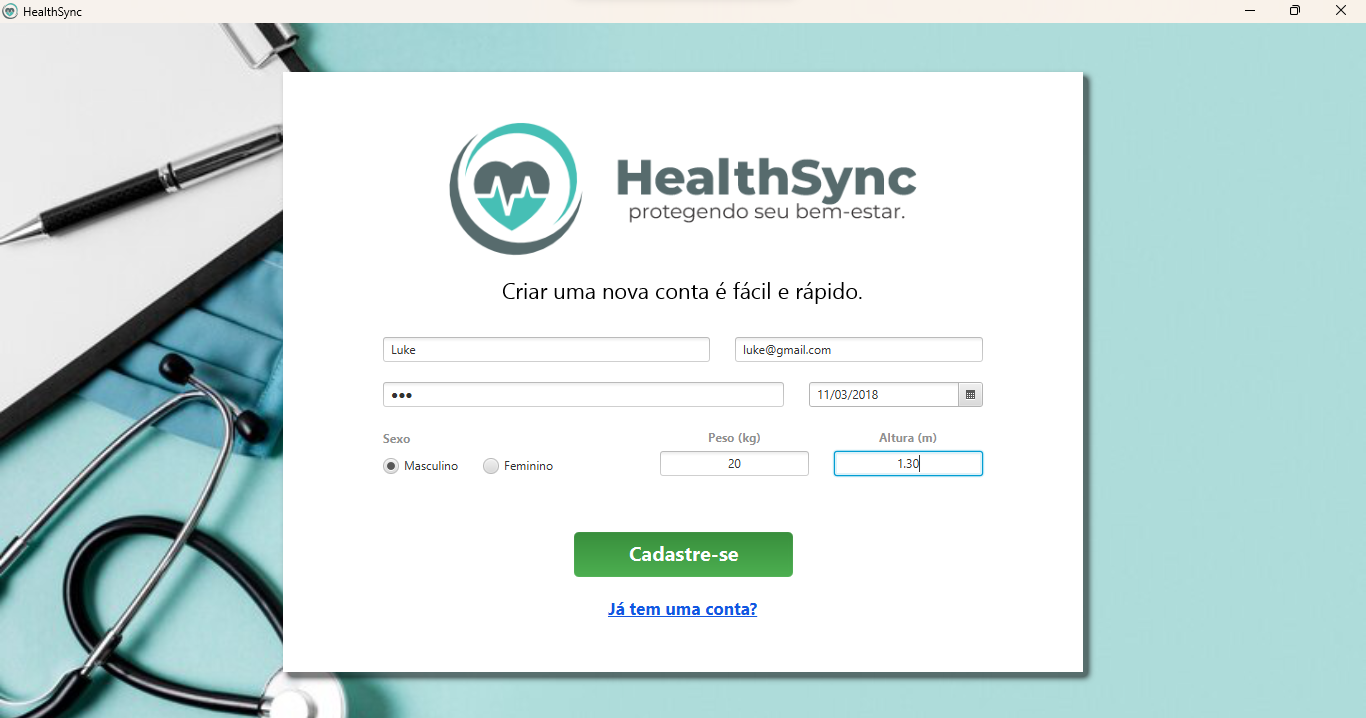 HealthSync
HealthSync
protegendo seu bem-estar.
Criar uma nova conta é fácil e rápido.
Luke
luke@gmail.com
●●●
11/03/2018
Sexo
Peso (kg)
Altura (m)
Masculino
Feminino
20
1.30
Cadastre-se
Já tem uma conta?